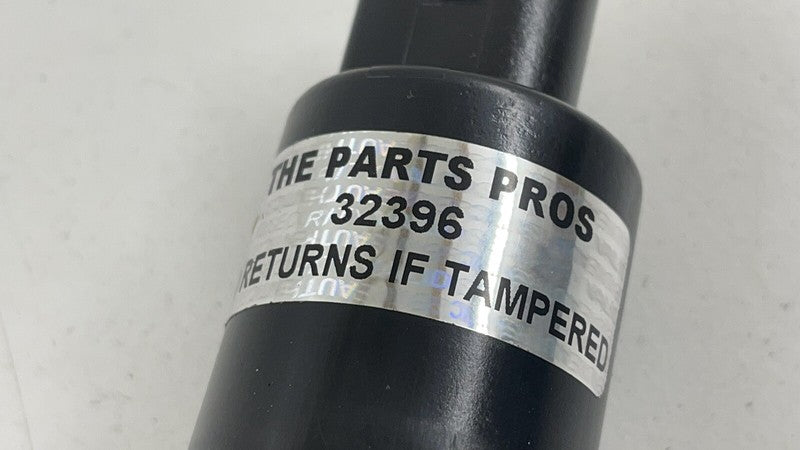 THE PARTS PROS
32396
RETURNS IF TAMPERED